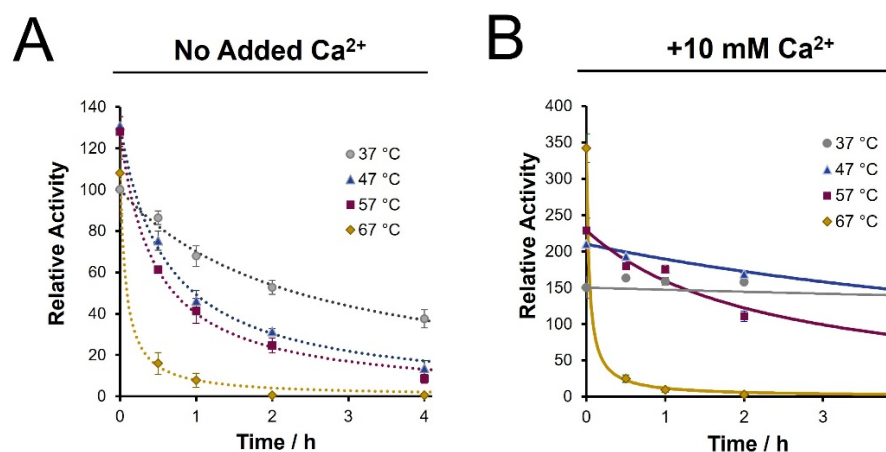 A
No Added Ca²⁺
Relative Activity
140
120
100
80
60
40
20
0
0
1
2
3
4
Time / h
37 °C
47 °C
57 °C
67 °C
B
+10 mM Ca²⁺
Relative Activity
400
350
300
250
200
150
100
50
0
0
1
2
3
Time / h
37 °C
47 °C
57 °C
67 °C